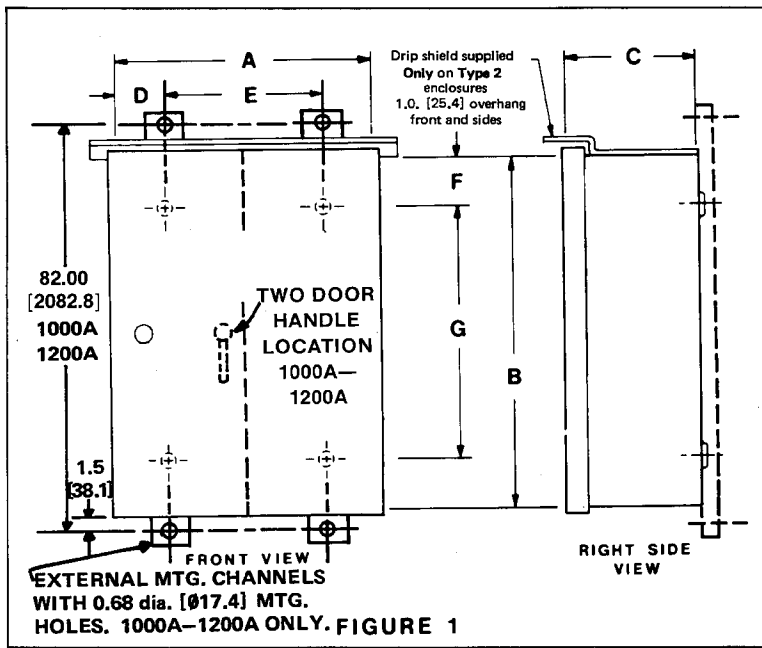 A
D
E
Drip shield supplied
Only on Type 2
enclosures
1.0. [25.4] overhang
front and sides
C
F
82.00
[2082.8]
1000A
1200A
TWO DOOR
HANDLE
LOCATION
1000A—
1200A
G
B
1.5
[38.1]
FRONT VIEW
RIGHT SIDE
VIEW
EXTERNAL MTG. CHANNELS
WITH 0.68 dia. [Ø17.4] MTG.
HOLES. 1000A—1200A ONLY.
FIGURE 1